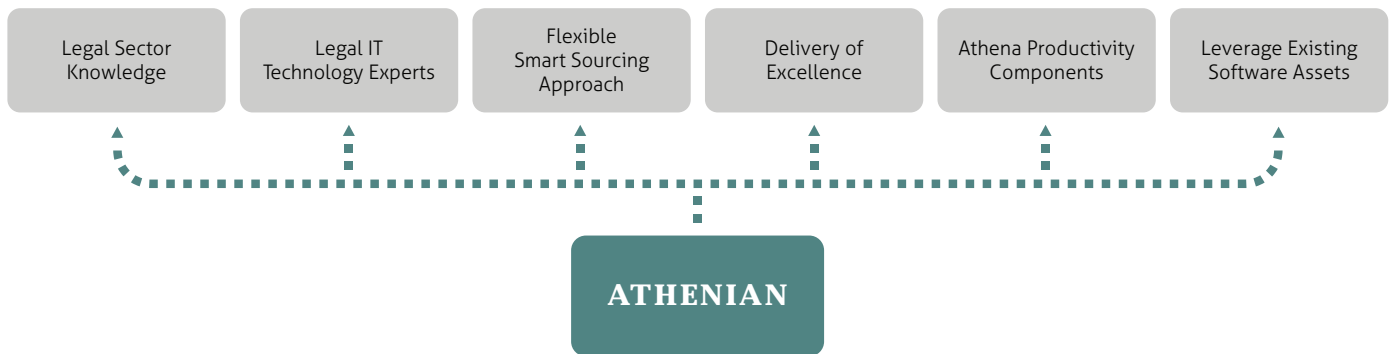 Legal Sector
Knowledge
Legal IT
Technology Experts
Flexible
Smart Sourcing
Approach
Delivery of
Excellence
Athena Productivity
Components
Leverage Existing
Software Assets
ATHENIAN